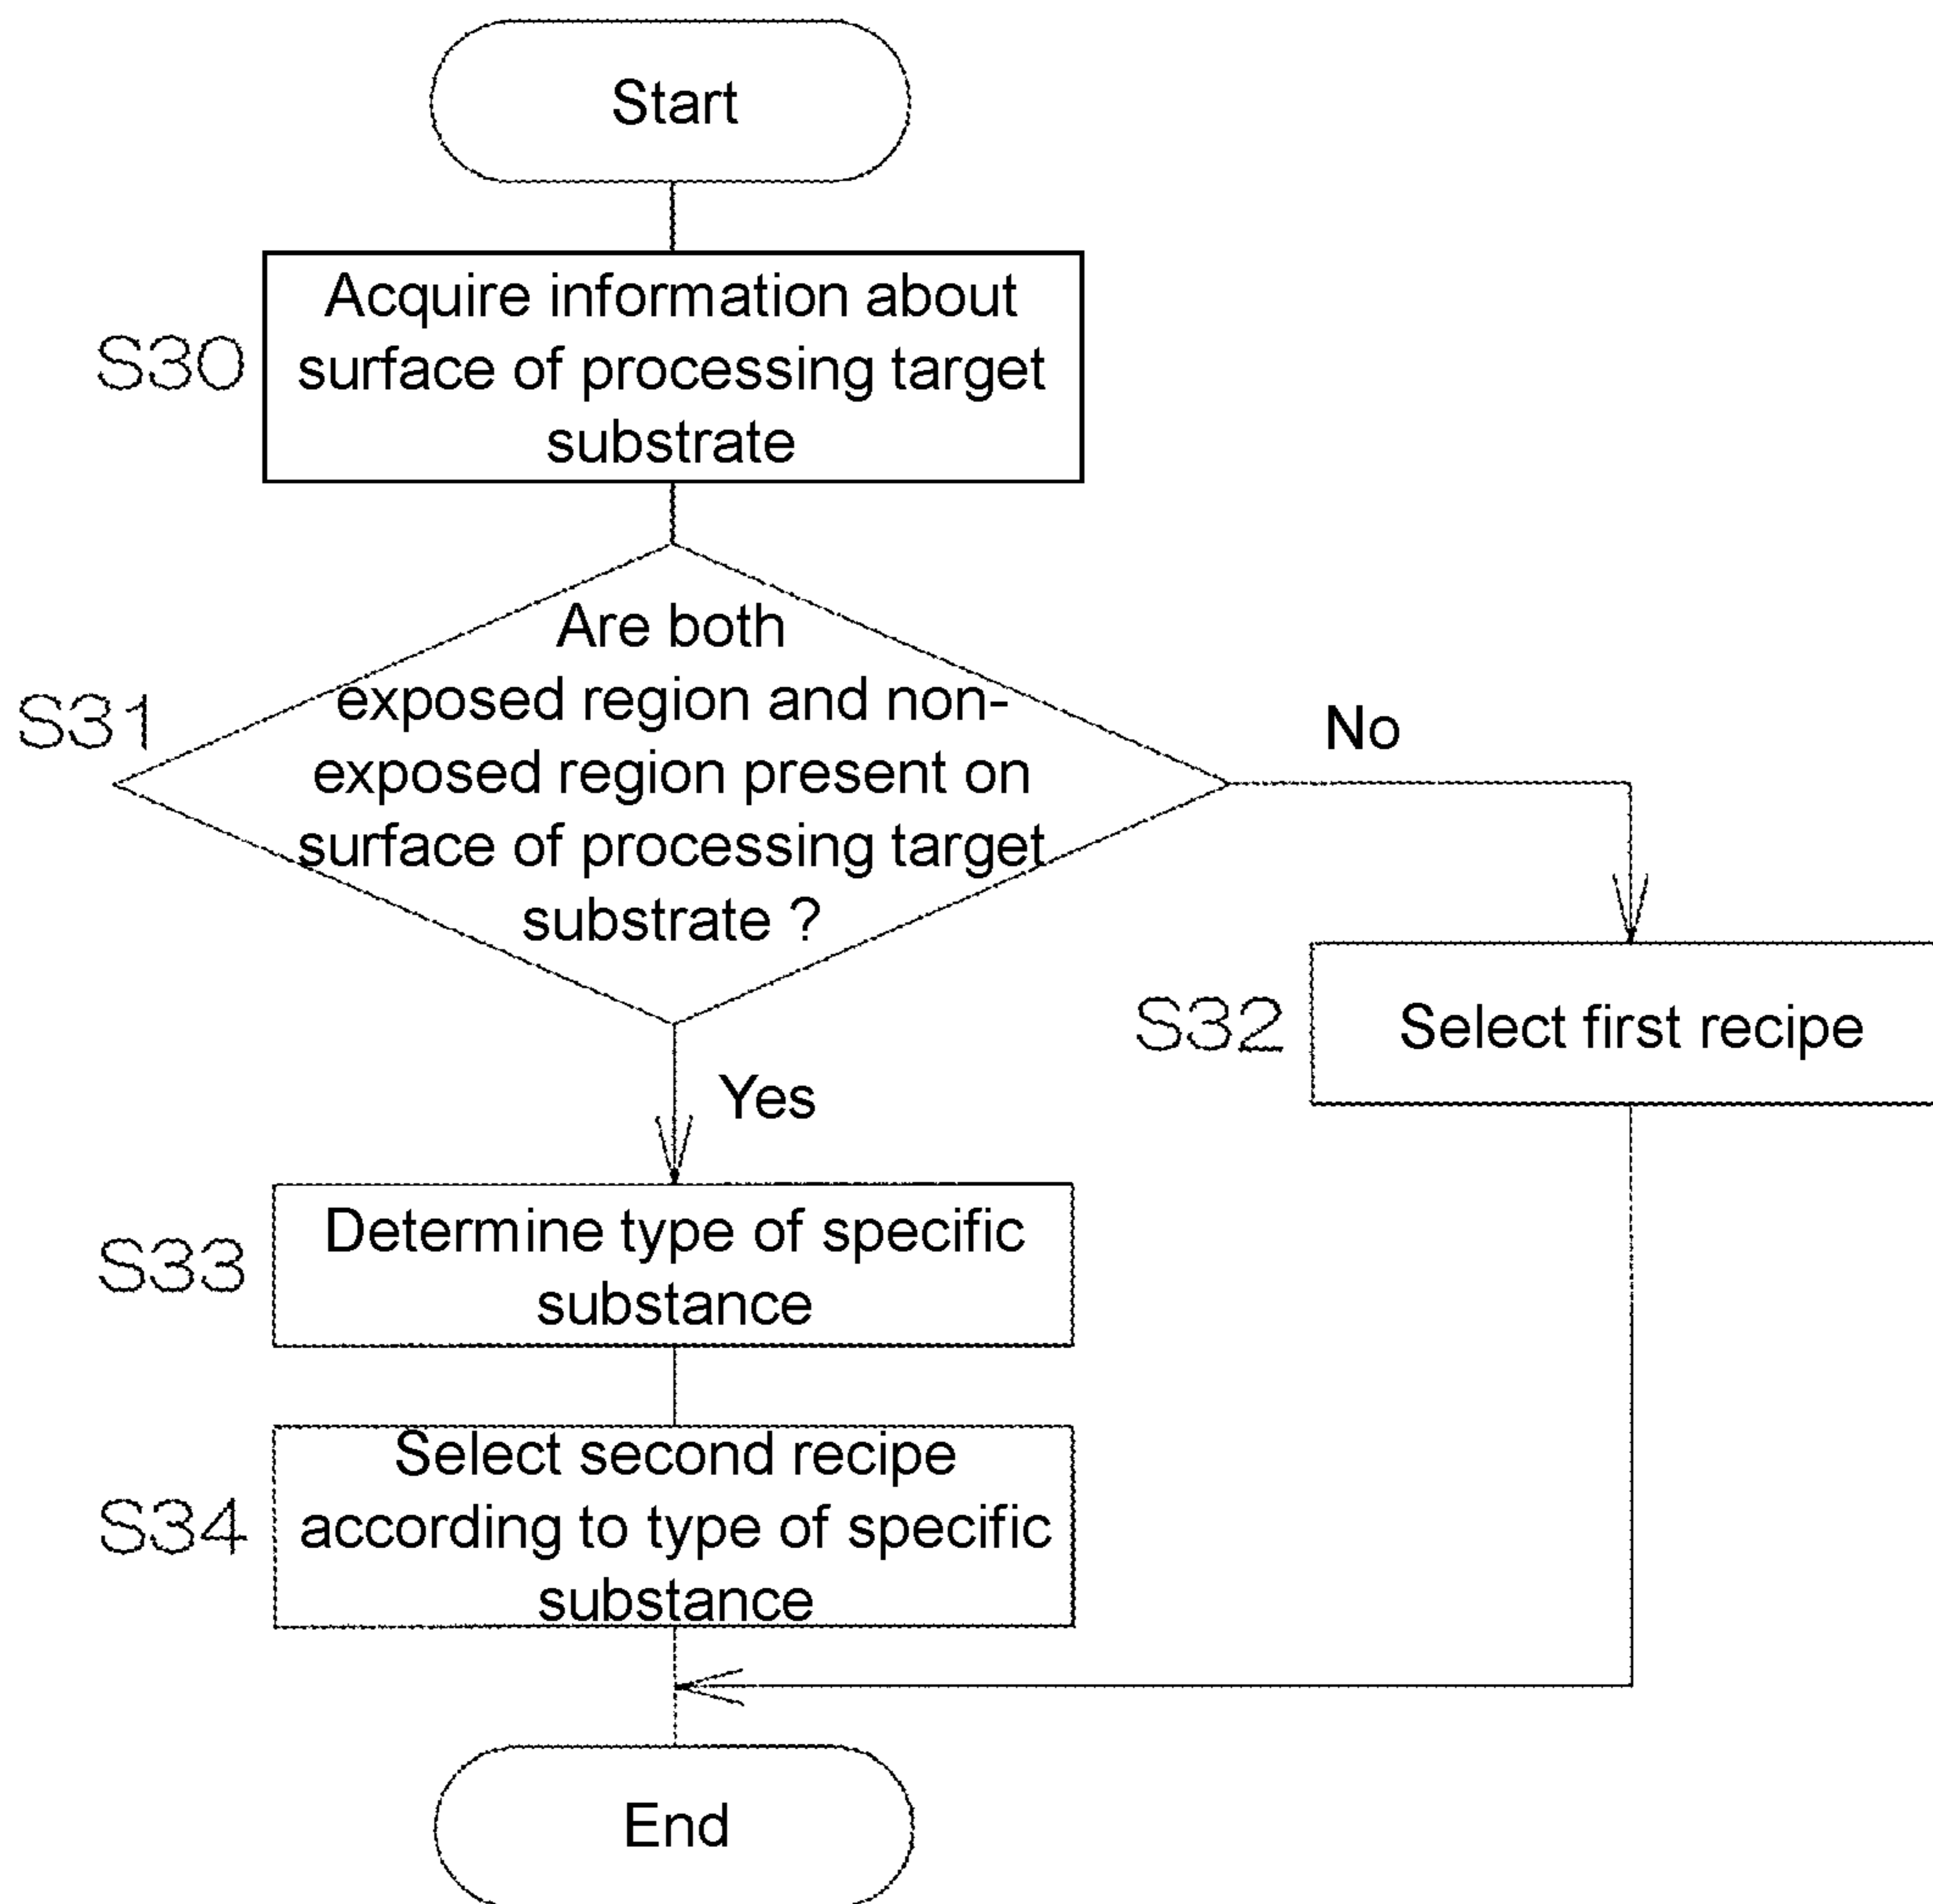 Start
S30
Acquire information about
surface of processing target
substrate
S31
Are both
exposed region and non-
exposed region present on
surface of processing target
substrate ?
No
S32
Select first recipe
Yes
S33
Determine type of specific
substance
S34
Select second recipe
according to type of specific
substance
End